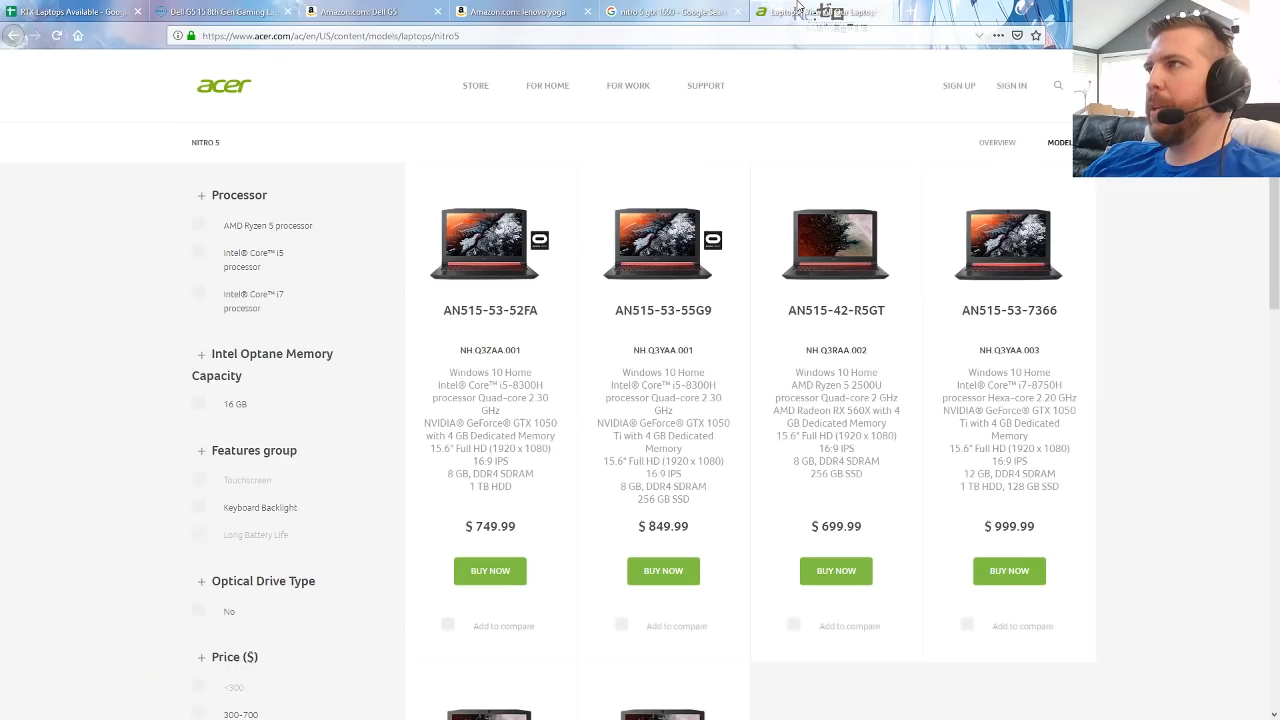 RTX Laptops Available - Google
Dell G5 15 8th Gen Gaming La
Amazon.com: Dell G5
Amazon.com: lenovo yoga
nitro 5 gtx 1650 - Google Sear
https://www.acer.com/ac/en/US/content/models/laptops/nitro5
acer
STORE
FOR HOME
FOR WORK
SUPPORT
SIGN UP
SIGN IN
NITRO 5
OVERVIEW
MODEL
+ Processor
AMD Ryzen 5 processor
Intel® Core™ i5
processor
Intel® Core™ i7
processor
+ Intel Optane Memory
Capacity
16 GB
+ Features group
Touchscreen
Keyboard Backlight
Long Battery Life
+ Optical Drive Type
No
+ Price ($)
<300
300-700
AN515-53-52FA
NH.Q3ZAA.001
Windows 10 Home
Intel® Core™ i5-8300H
processor Quad-core 2.30
GHz
NVIDIA® GeForce® GTX 1050
with 4 GB Dedicated Memory
15.6" Full HD (1920 x 1080)
16:9 IPS
8 GB, DDR4 SDRAM
1 TB HDD
$ 749.99
BUY NOW
Add to compare
AN515-53-55G9
NH.Q3YAA.001
Windows 10 Home
Intel® Core™ i5-8300H
processor Quad-core 2.30
GHz
NVIDIA® GeForce® GTX 1050
Ti with 4 GB Dedicated
Memory
15.6" Full HD (1920 x 1080)
16:9 IPS
8 GB, DDR4 SDRAM
256 GB SSD
$ 849.99
BUY NOW
Add to compare
AN515-42-R5GT
NH.Q3RAA.002
Windows 10 Home
AMD Ryzen 5 2500U
processor Quad-core 2 GHz
AMD Radeon RX 560X with 4
GB Dedicated Memory
15.6" Full HD (1920 x 1080)
16:9 IPS
8 GB, DDR4 SDRAM
256 GB SSD
$ 699.99
BUY NOW
Add to compare
AN515-53-7366
NH.Q3YAA.003
Windows 10 Home
Intel® Core™ i7-8750H
processor Hexa-core 2.20 GHz
NVIDIA® GeForce® GTX 1050
Ti with 4 GB Dedicated
Memory
15.6" Full HD (1920 x 1080)
16:9 IPS
12 GB, DDR4 SDRAM
1 TB HDD, 128 GB SSD
$ 999.99
BUY NOW
Add to compare